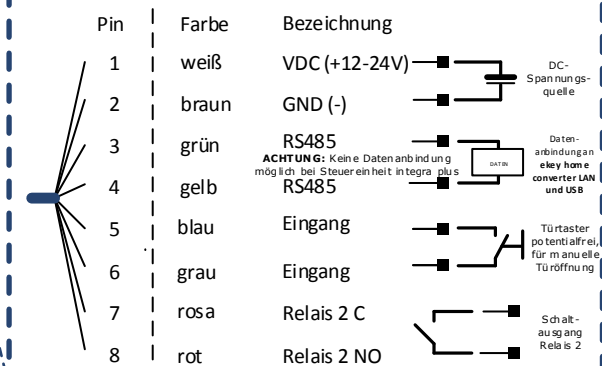 Pin Farbe Bezeichnung
1 weiß VDC (+12-24V)
DC-
Spannungs-
quelle
2 braun GND (-)
3 grün RS485
ACHTUNG: Keine Datenanbindung
möglich bei Steuereinheit integra plus
4 gelb RS485
DATEN
Daten-
anbindung an
ekey home
converter LAN
und USB
5 blau Eingang
6 grau Eingang
Türtaster
potentialfrei,
für manuelle
Türöffnung
7 rosa Relais 2 C
8 rot Relais 2 NO
Schalt-
ausgang
Relais 2